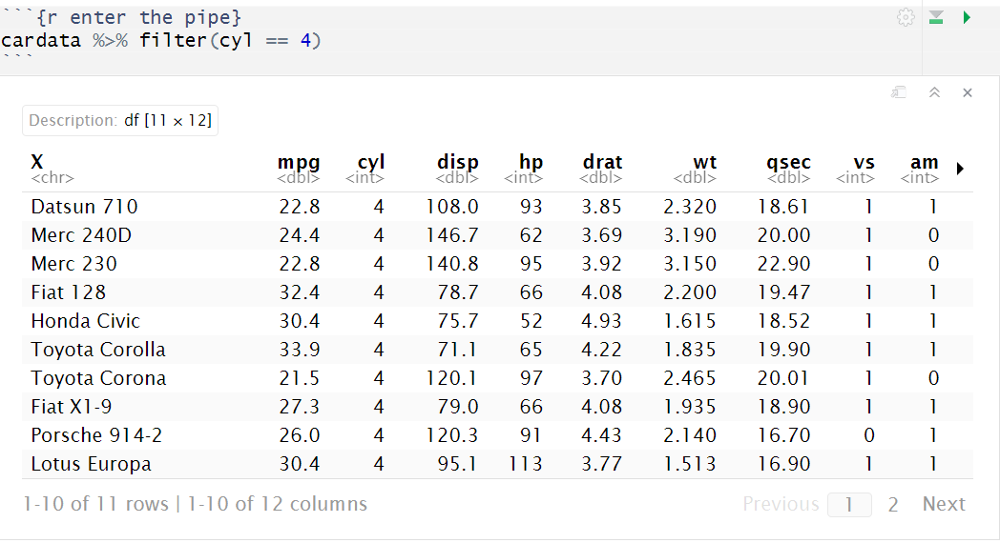 ```{r enter the pipe}
cardata %>% filter(cyl == 4)
```
Description: df [11 × 12]
X mpg cyl disp hp drat wt qsec vs am
<chr> <dbl> <int> <dbl> <int> <dbl> <dbl> <dbl> <int> <int>
Datsun 710 22.8 4 108.0 93 3.85 2.320 18.61 1 1
Merc 240D 24.4 4 146.7 62 3.69 3.190 20.00 1 0
Merc 230 22.8 4 140.8 95 3.92 3.150 22.90 1 0
Fiat 128 32.4 4 78.7 66 4.08 2.200 19.47 1 1
Honda Civic 30.4 4 75.7 52 4.93 1.615 18.52 1 1
Toyota Corolla 33.9 4 71.1 65 4.22 1.835 19.90 1 1
Toyota Corona 21.5 4 120.1 97 3.70 2.465 20.01 1 0
Fiat X1-9 27.3 4 79.0 66 4.08 1.935 18.90 1 1
Porsche 914-2 26.0 4 120.3 91 4.43 2.140 16.70 0 1
Lotus Europa 30.4 4 95.1 113 3.77 1.513 16.90 1 1
1-10 of 11 rows | 1-10 of 12 columns Previous 1 2 Next